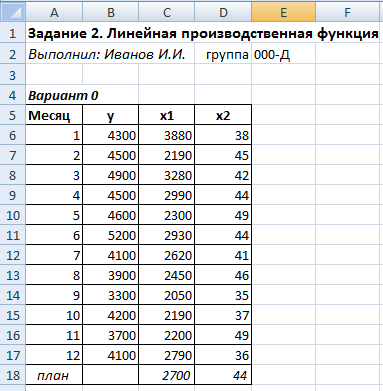 A B C D E F
1 Задание 2. Линейная производственная функция
2 Выполнил: Иванов И.И. группа 000-Д
3
4 Вариант 0
5 Месяц y x1 x2
6 1 4300 3880 38
7 2 4500 2190 45
8 3 4900 3280 42
9 4 4500 2990 44
10 5 4600 2300 49
11 6 5200 2930 44
12 7 4100 2620 41
13 8 3900 2450 46
14 9 3300 2050 35
15 10 4200 2190 37
16 11 3700 2200 49
17 12 4100 2790 36
18 план 2700 44